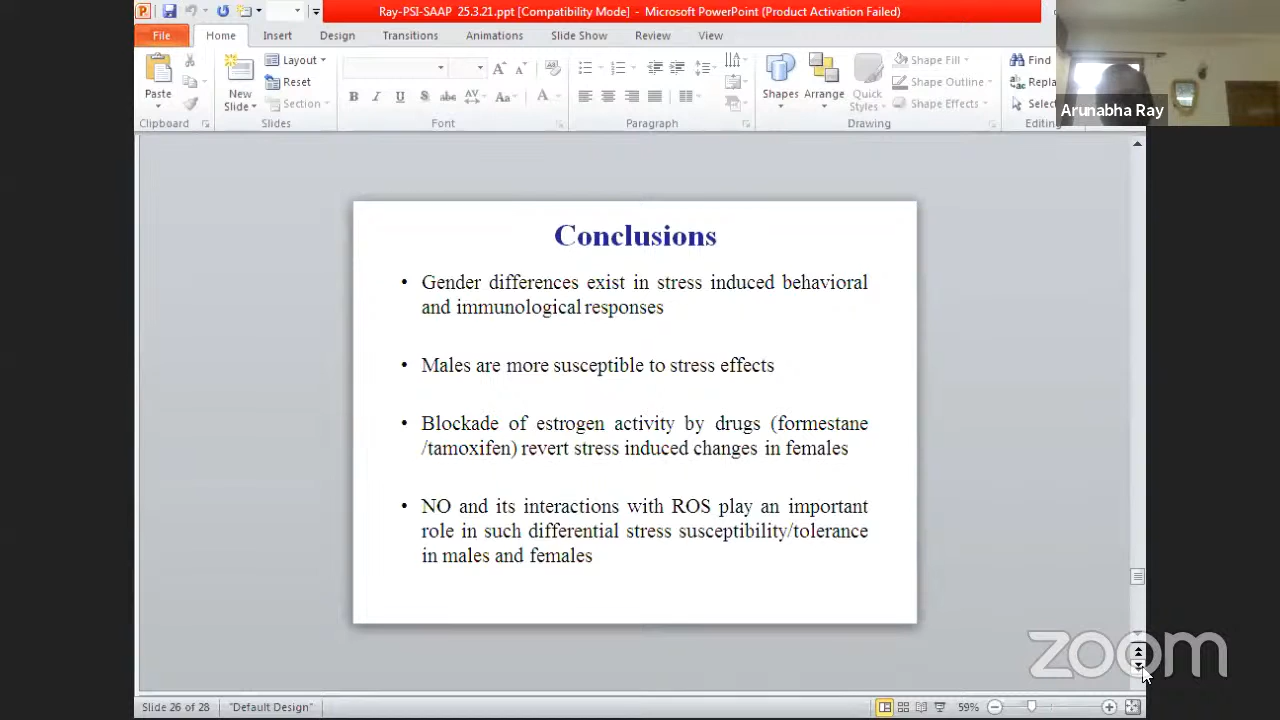 Ray-PSI-SAAP 25.3.21.ppt [Compatibility Mode] - Microsoft PowerPoint (Product Activation Failed)
File Home Insert Design Transitions Animations Slide Show Review View
Paste
New
Slide
Layout
Reset
Section
Shapes
Arrange
Quick
Styles
Shape Fill
Shape Outline
Shape Effects
Find
Repla
Selec
Clipboard Slides Font Paragraph Drawing Editing
Arunabha Ray
Conclusions
• Gender differences exist in stress induced behavioral
and immunological responses
• Males are more susceptible to stress effects
• Blockade of estrogen activity by drugs (formestane
/tamoxifen) revert stress induced changes in females
• NO and its interactions with ROS play an important
role in such differential stress susceptibility/tolerance
in males and females
zoom
Slide 26 of 28 "Default Design" 59%